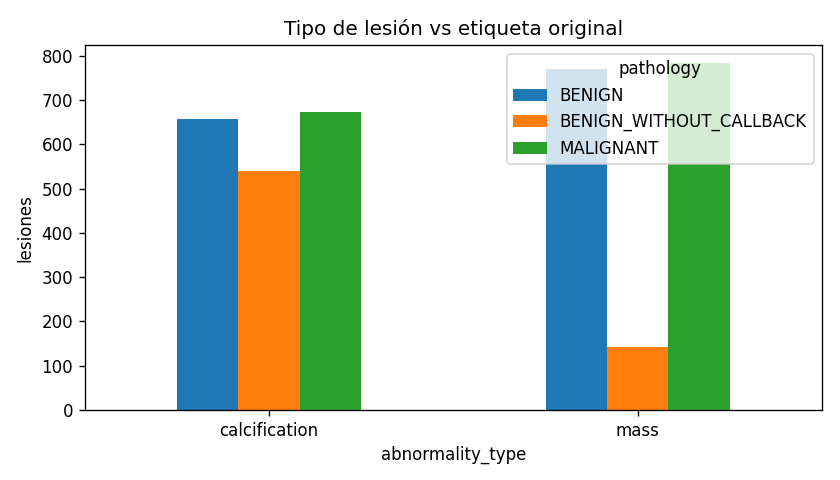 Tipo de lesión vs etiqueta original
pathology
BENIGN
BENIGN_WITHOUT_CALLBACK
MALIGNANT
lesiones
800
700
600
500
400
300
200
100
0
calcification
mass
abnormality_type